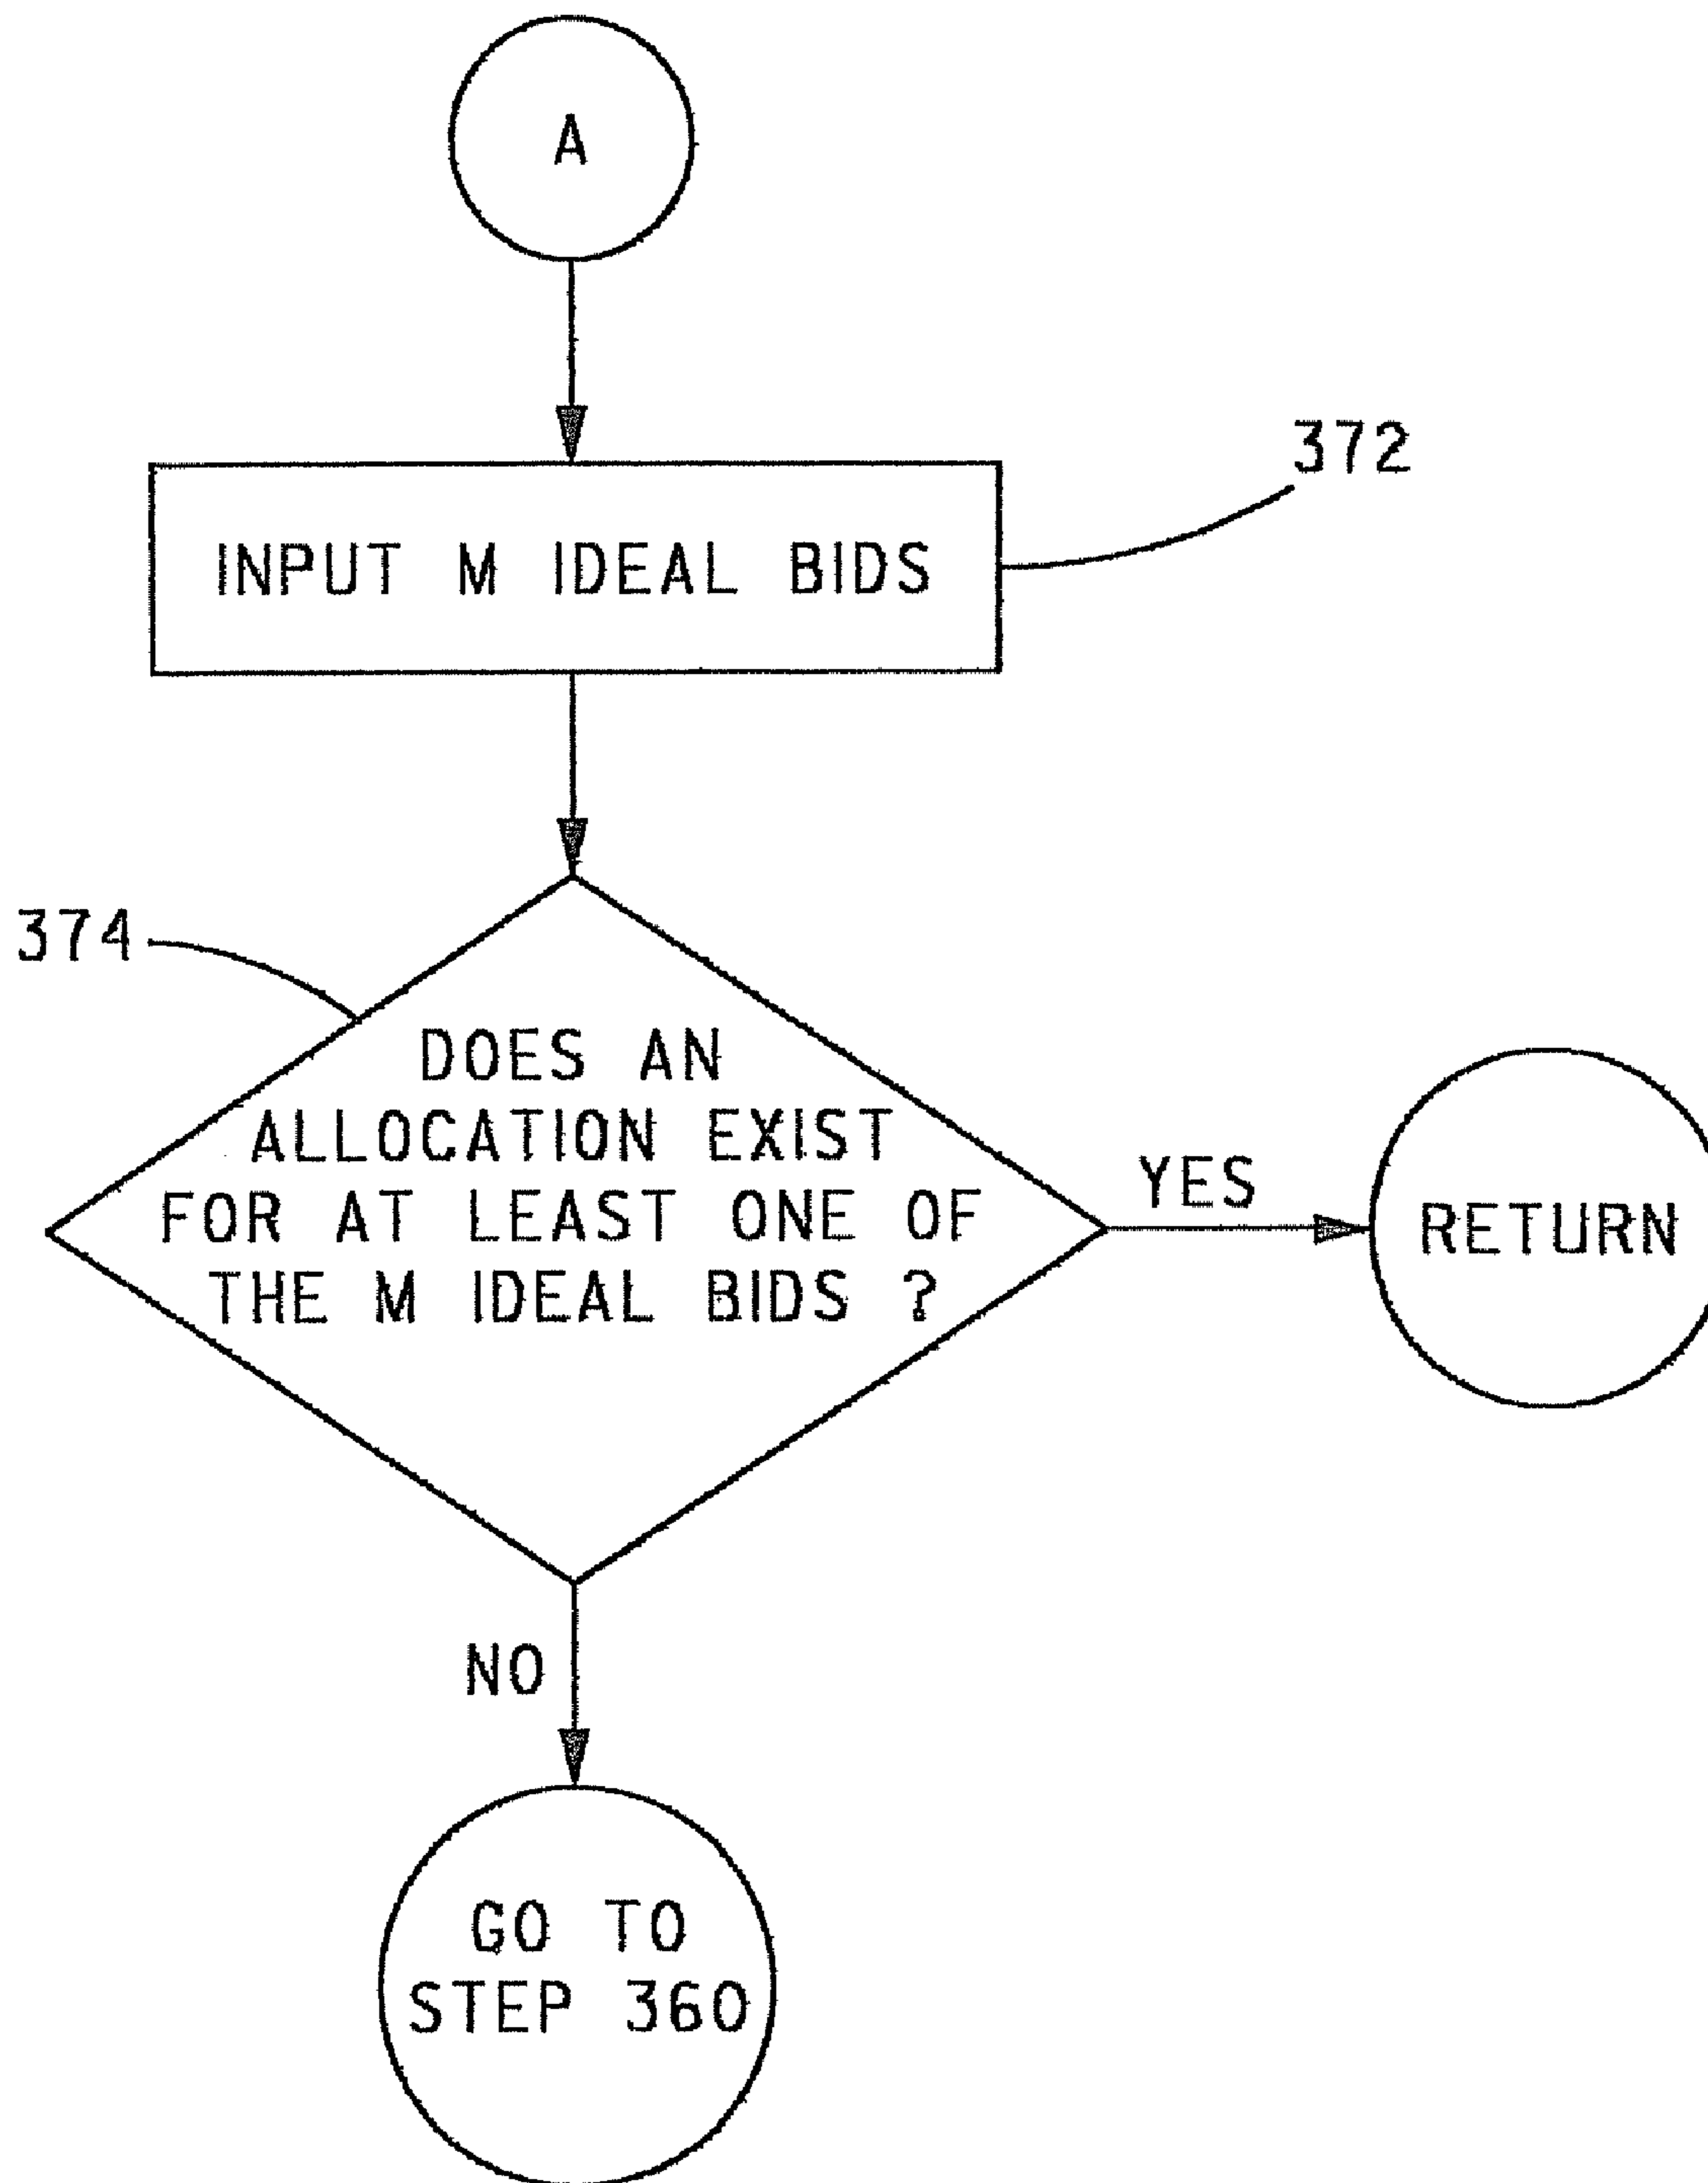 A
INPUT M IDEAL BIDS
372
374
DOES AN
ALLOCATION EXIST
FOR AT LEAST ONE OF
THE M IDEAL BIDS ?
YES
RETURN
NO
GO TO
STEP 360